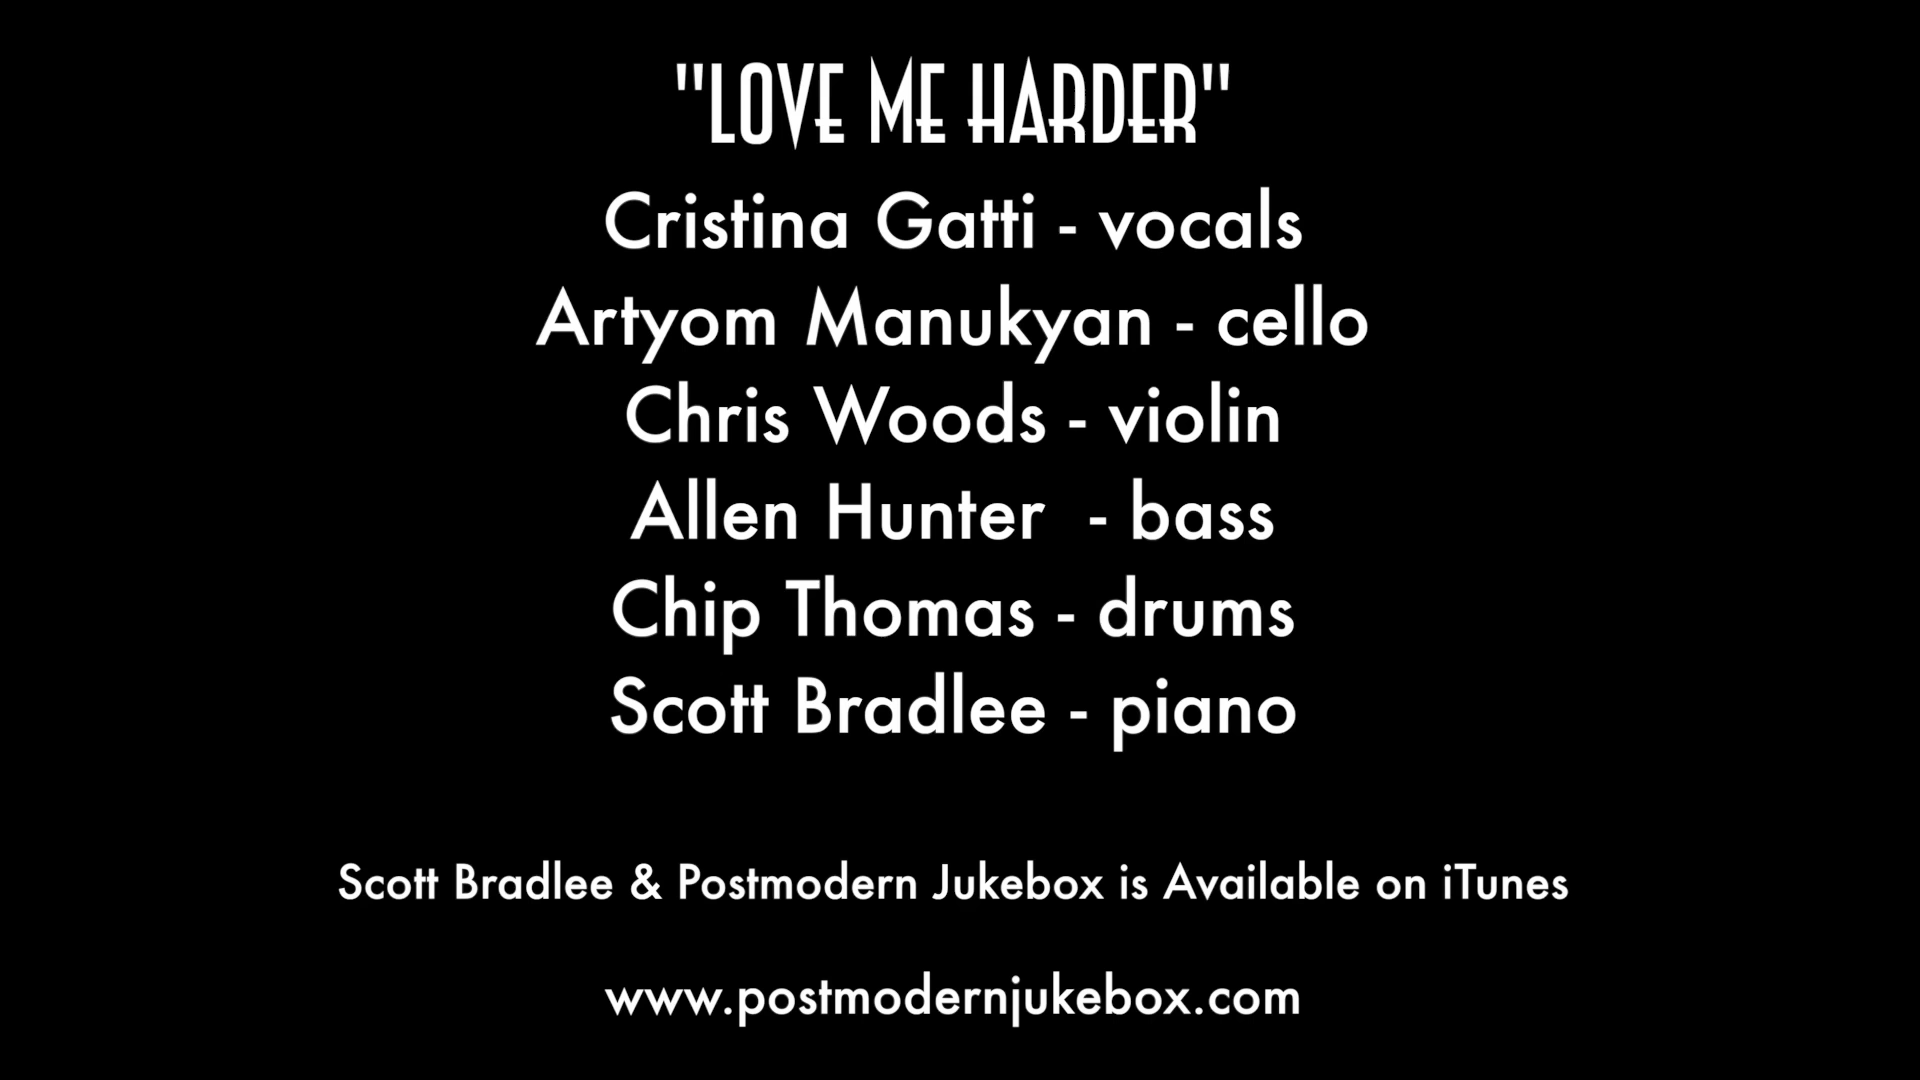 "LOVE ME HARDER"
Cristina Gatti - vocals
Artyom Manukyan - cello
Chris Woods - violin
Allen Hunter  - bass
Chip Thomas - drums
Scott Bradlee - piano
Scott Bradlee & Postmodern Jukebox is Available on iTunes
www.postmodernjukebox.com